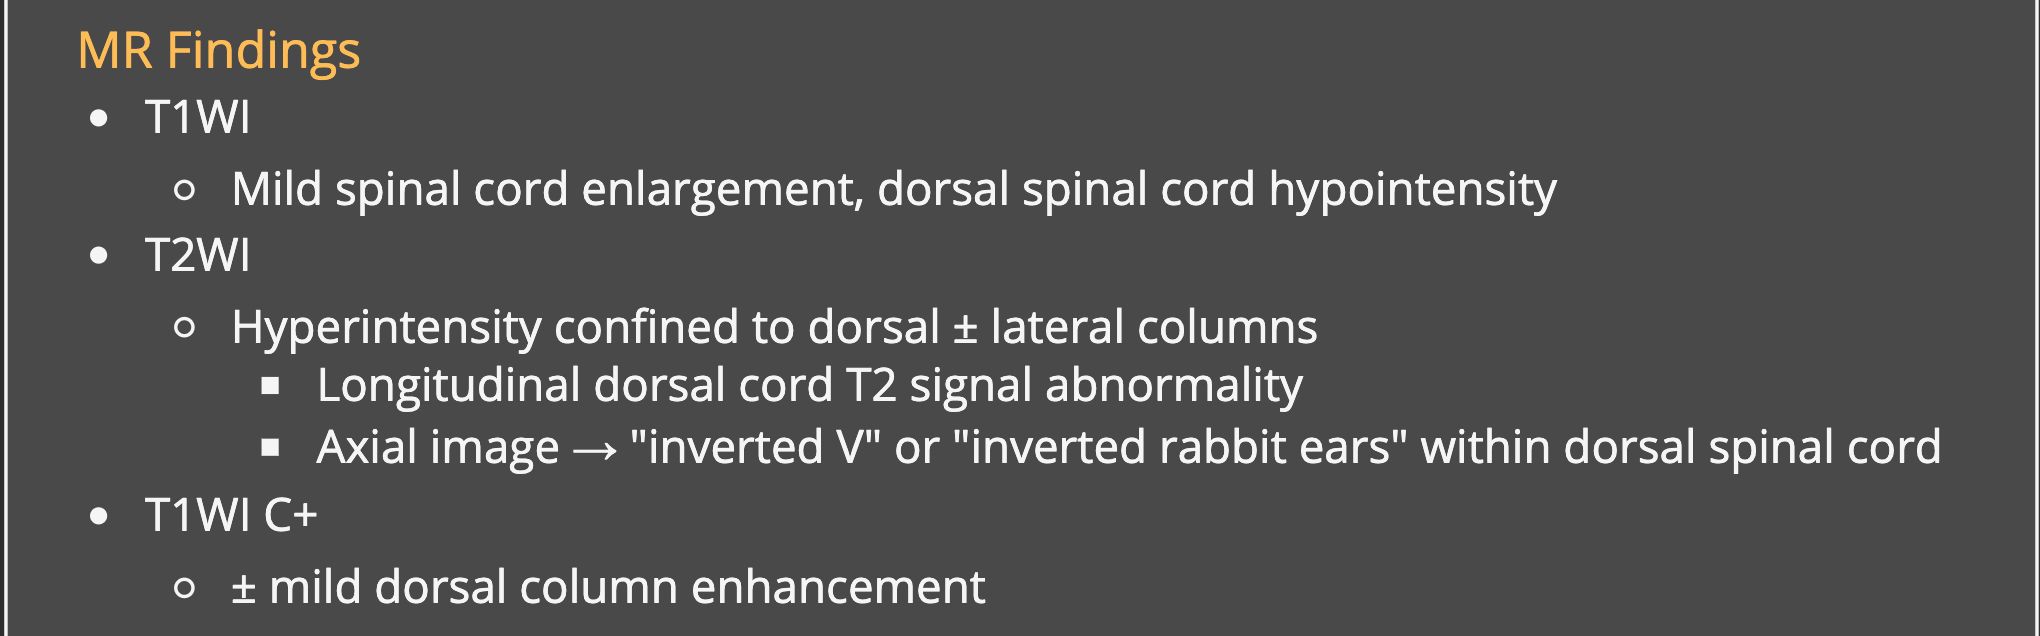 MR Findings
• T1WI
○ Mild spinal cord enlargement, dorsal spinal cord hypointensity
• T2WI
○ Hyperintensity confined to dorsal ± lateral columns
■ Longitudinal dorsal cord T2 signal abnormality
■ Axial image → "inverted V" or "inverted rabbit ears" within dorsal spinal cord
• T1WI C+
○ ± mild dorsal column enhancement